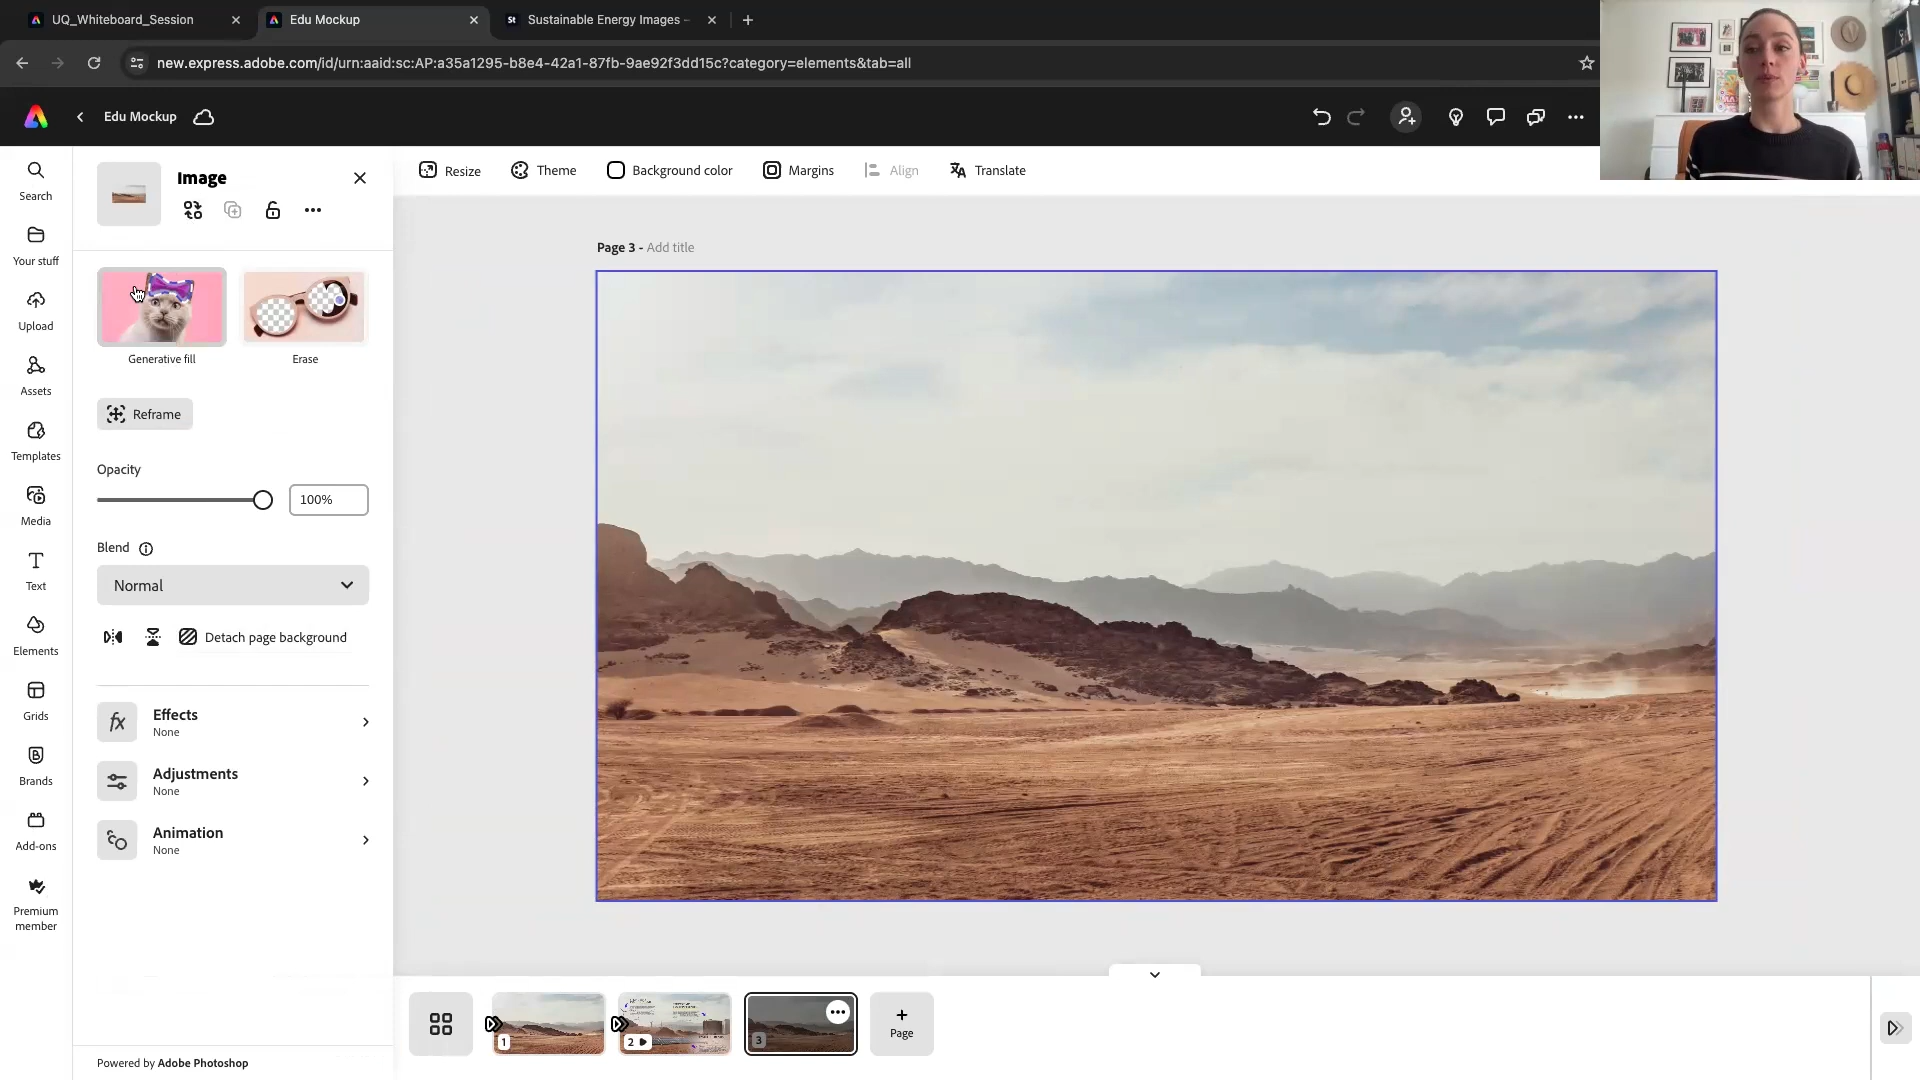 UQ_Whiteboard_Session
Edu Mockup
Sustainable Energy Images -
new.express.adobe.com/id/urn:aaid:sc:AP:a35a1295-b8e4-42a1-87fb-9ae92f3dd15c?category=elements&tab=all
Edu Mockup
Search
Your stuff
Upload
Assets
Templates
Media
Text
Elements
Grids
Brands
Add-ons
Premium
member
Image
Generative fill
Erase
Reframe
Opacity
100%
Blend
Normal
Detach page background
Effects
None
Adjustments
None
Animation
None
Powered by Adobe Photoshop
Resize
Theme
Background color
Margins
Align
Translate
Page 3 - Add title
1
2
3
+
Page